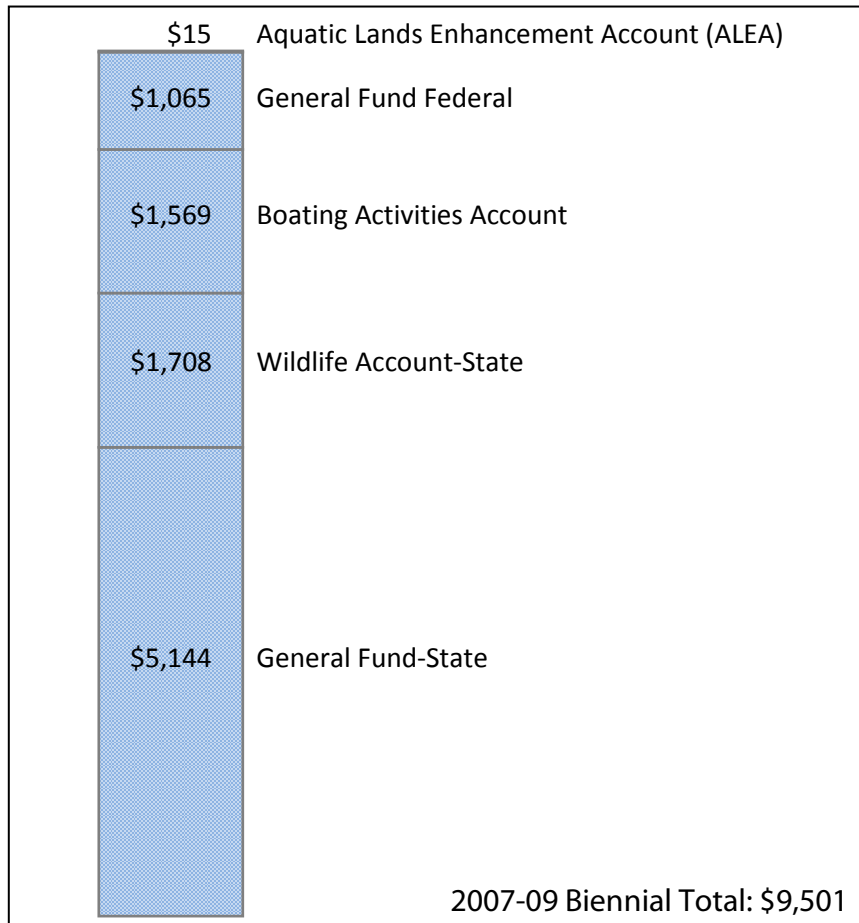 $15 Aquatic Lands Enhancement Account (ALEA)
$1,065 General Fund Federal
$1,569 Boating Activities Account
$1,708 Wildlife Account-State
$5,144 General Fund-State
2007-09 Biennial Total: $9,501